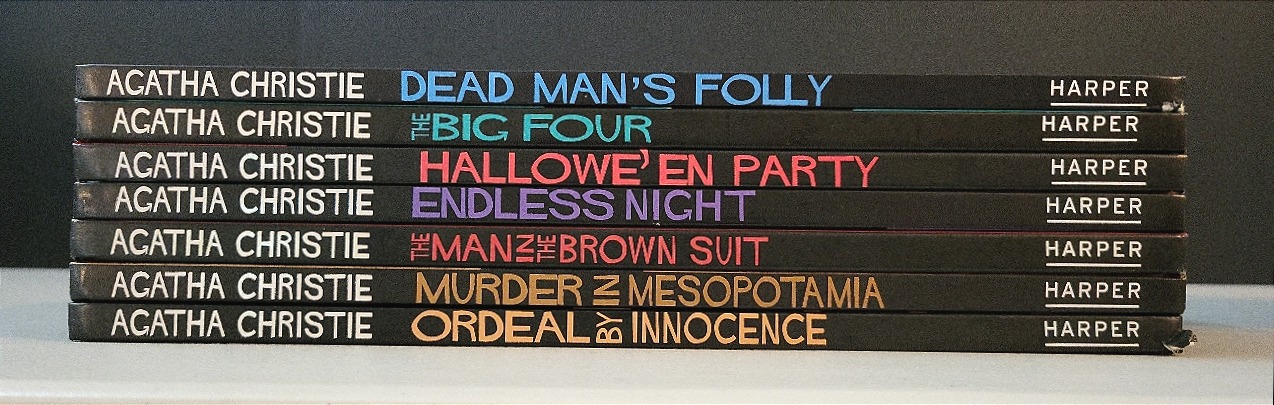 AGATHA CHRISTIE DEAD MAN'S FOLLY HARPER
AGATHA CHRISTIE THE BIG FOUR HARPER
AGATHA CHRISTIE HALLOWE'EN PARTY HARPER
AGATHA CHRISTIE ENDLESS NIGHT HARPER
AGATHA CHRISTIE THE MAN IN THE BROWN SUIT HARPER
AGATHA CHRISTIE MURDER IN MESOPOTAMIA HARPER
AGATHA CHRISTIE ORDEAL BY INNOCENCE HARPER